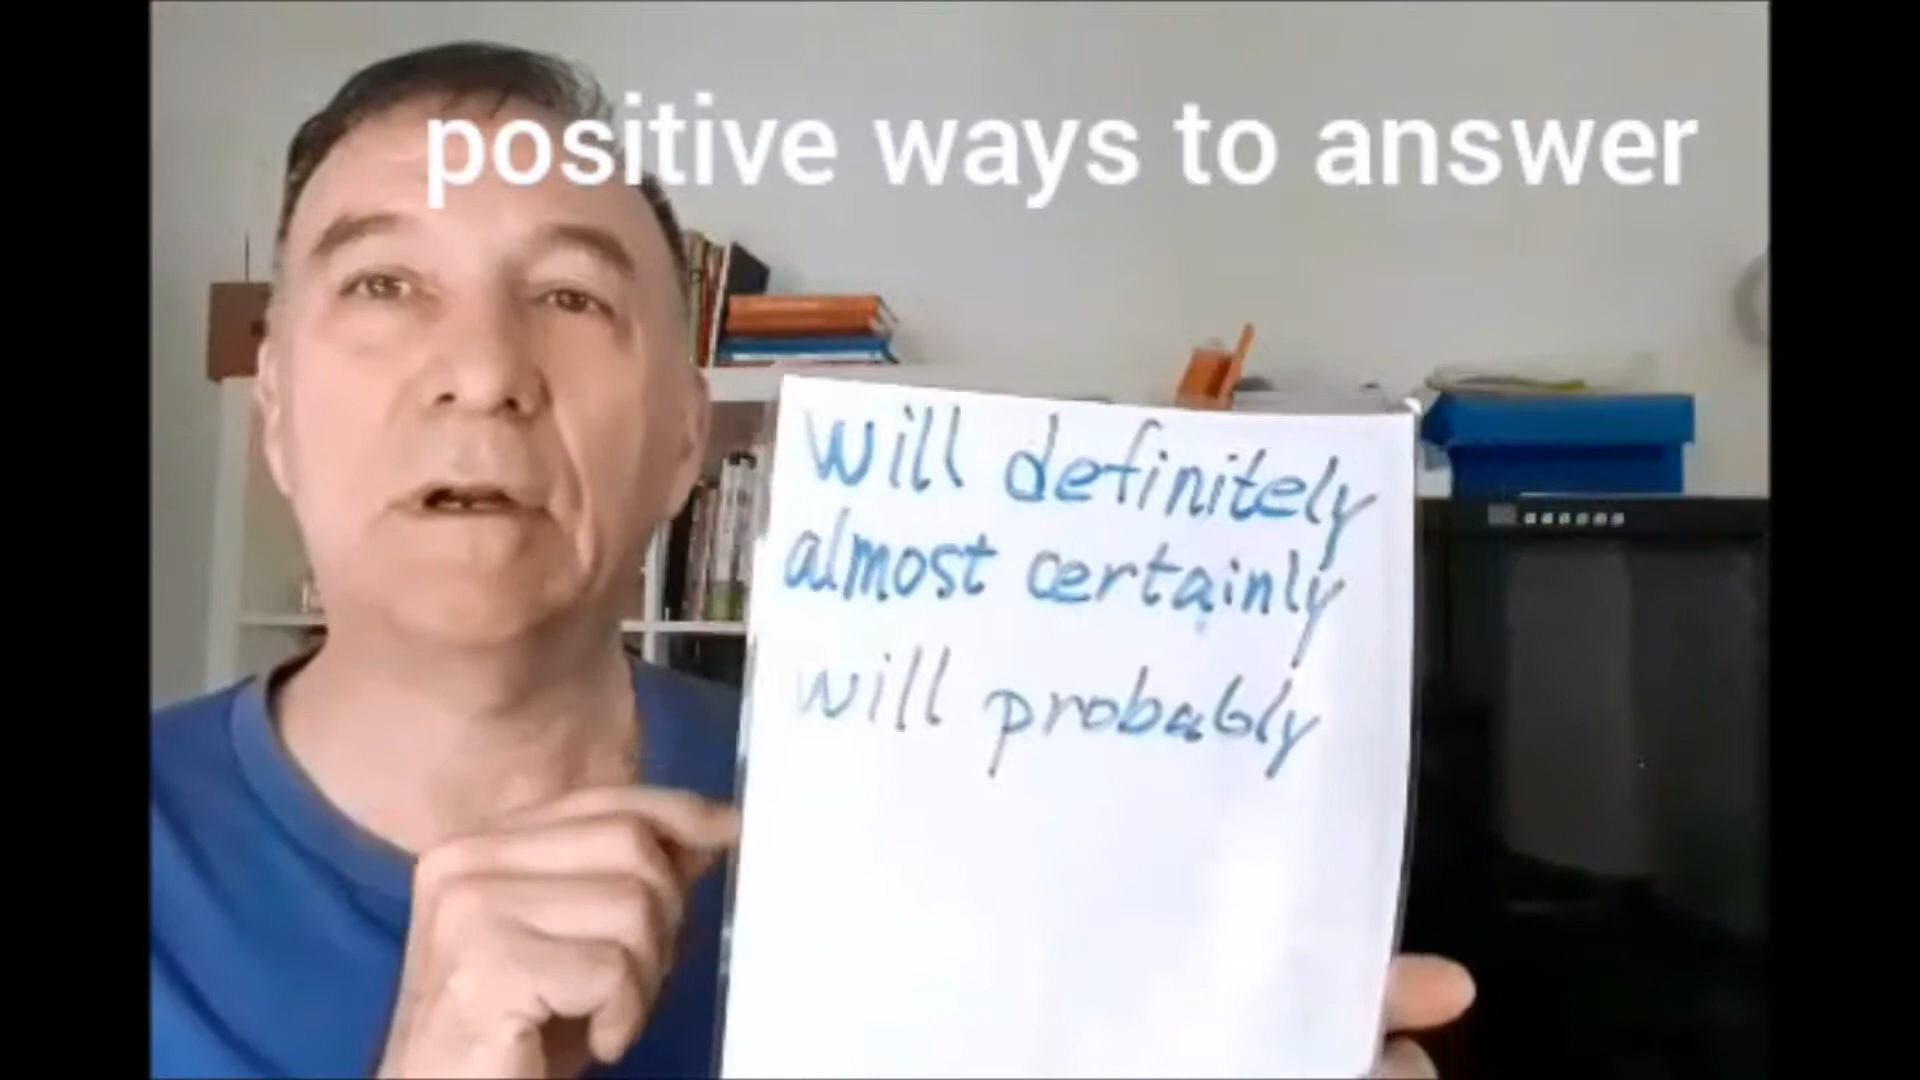 positive ways to answer
will definitely
almost certainly
will probably